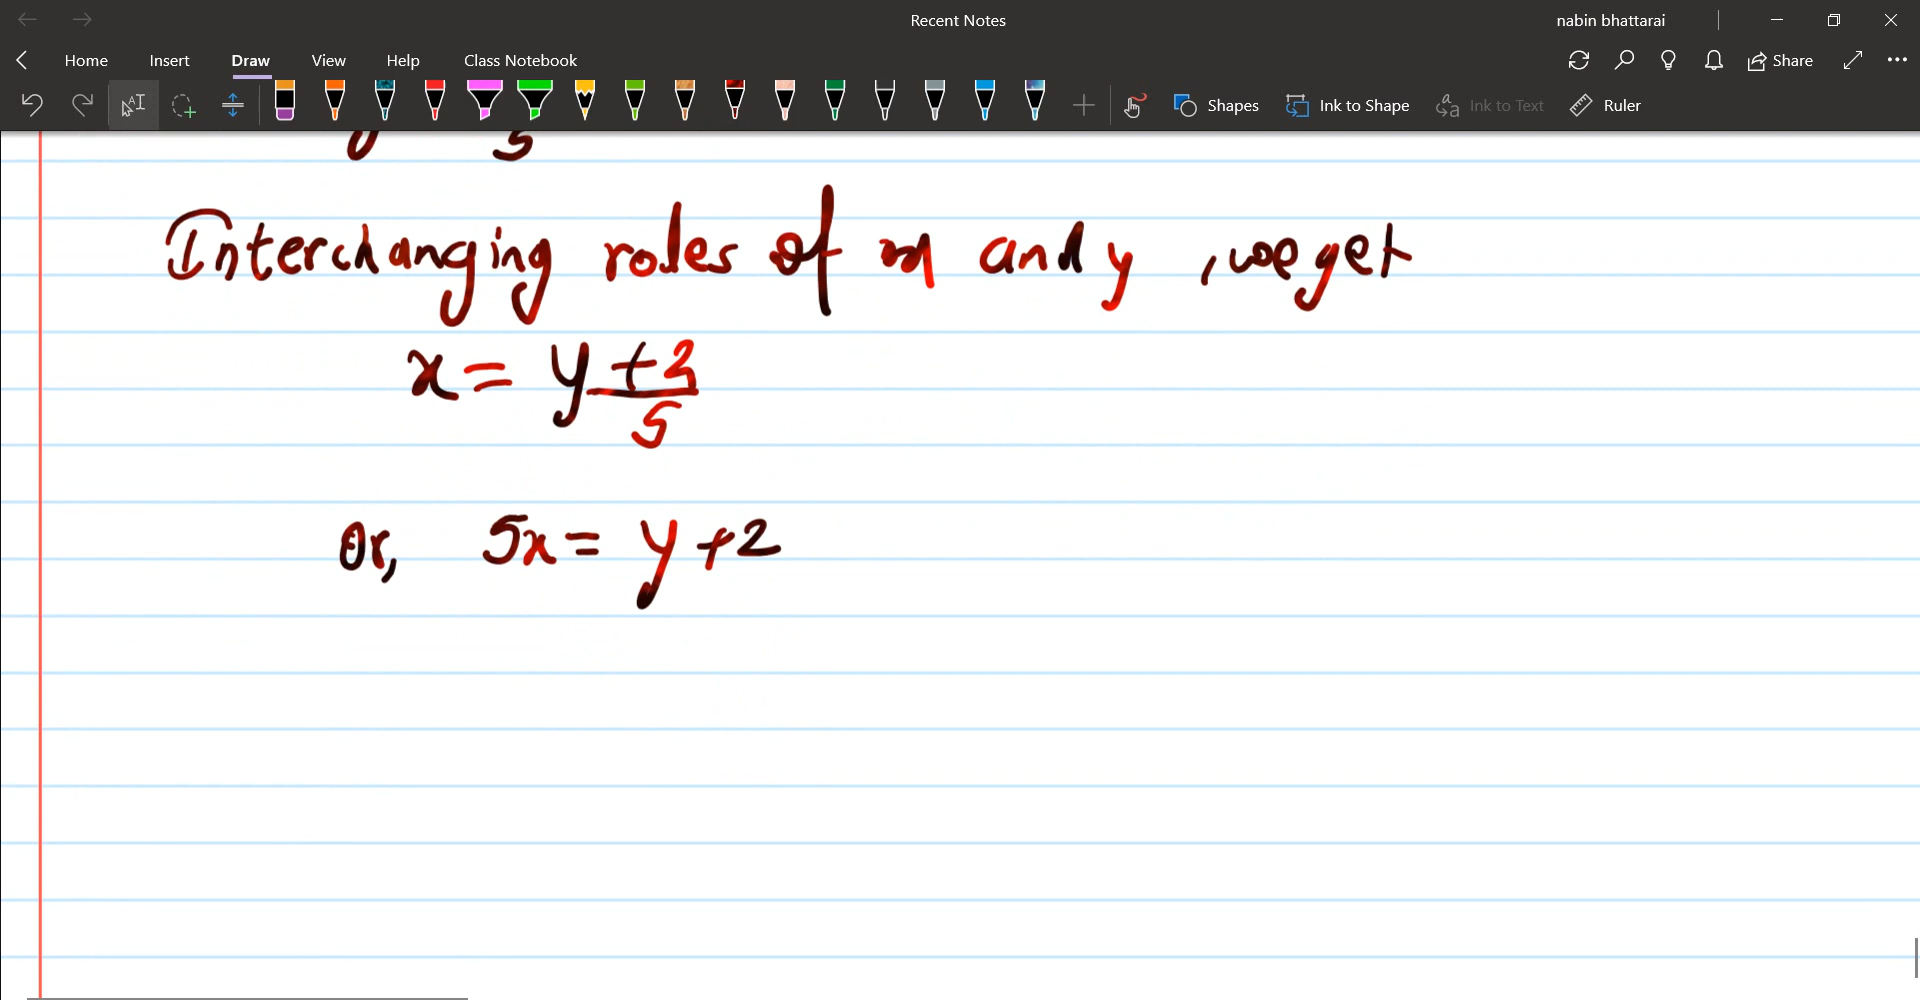 Recent Notes
nabin bhattarai
Home Insert Draw View Help Class Notebook
Share
Shapes Ink to Shape Ink to Text Ruler
y 5
Interchanging roles of x and y , we get
x = y + 2
5
Or, 5x = y + 2